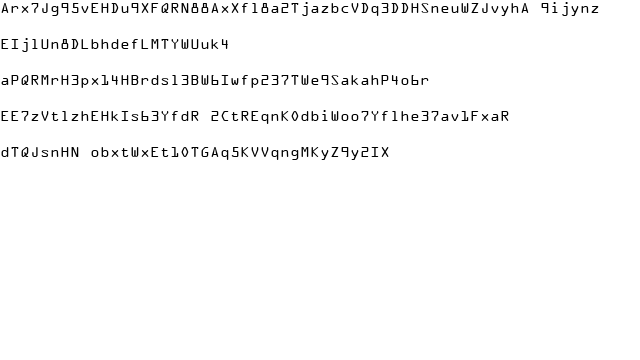 Arx7Jg95vEHDu9XFQRN88AxXfl8a2TjazbcVDq3DDHSneuWZJvyhA 9ijynz
EIjlUn8DLbhdefLMTYWUuk4
aPQRMrH3px14HBrdsl3BW6Iwfp237TWe9SakahP4o6r
EE7zVtlzhEHkIs63YfdR 2CtREqnK0dbiWoo7Yflhe37av1FxaR
dTQJsnHN obxtWxEt10TGAq5KVVqngMKyZ9y2IX